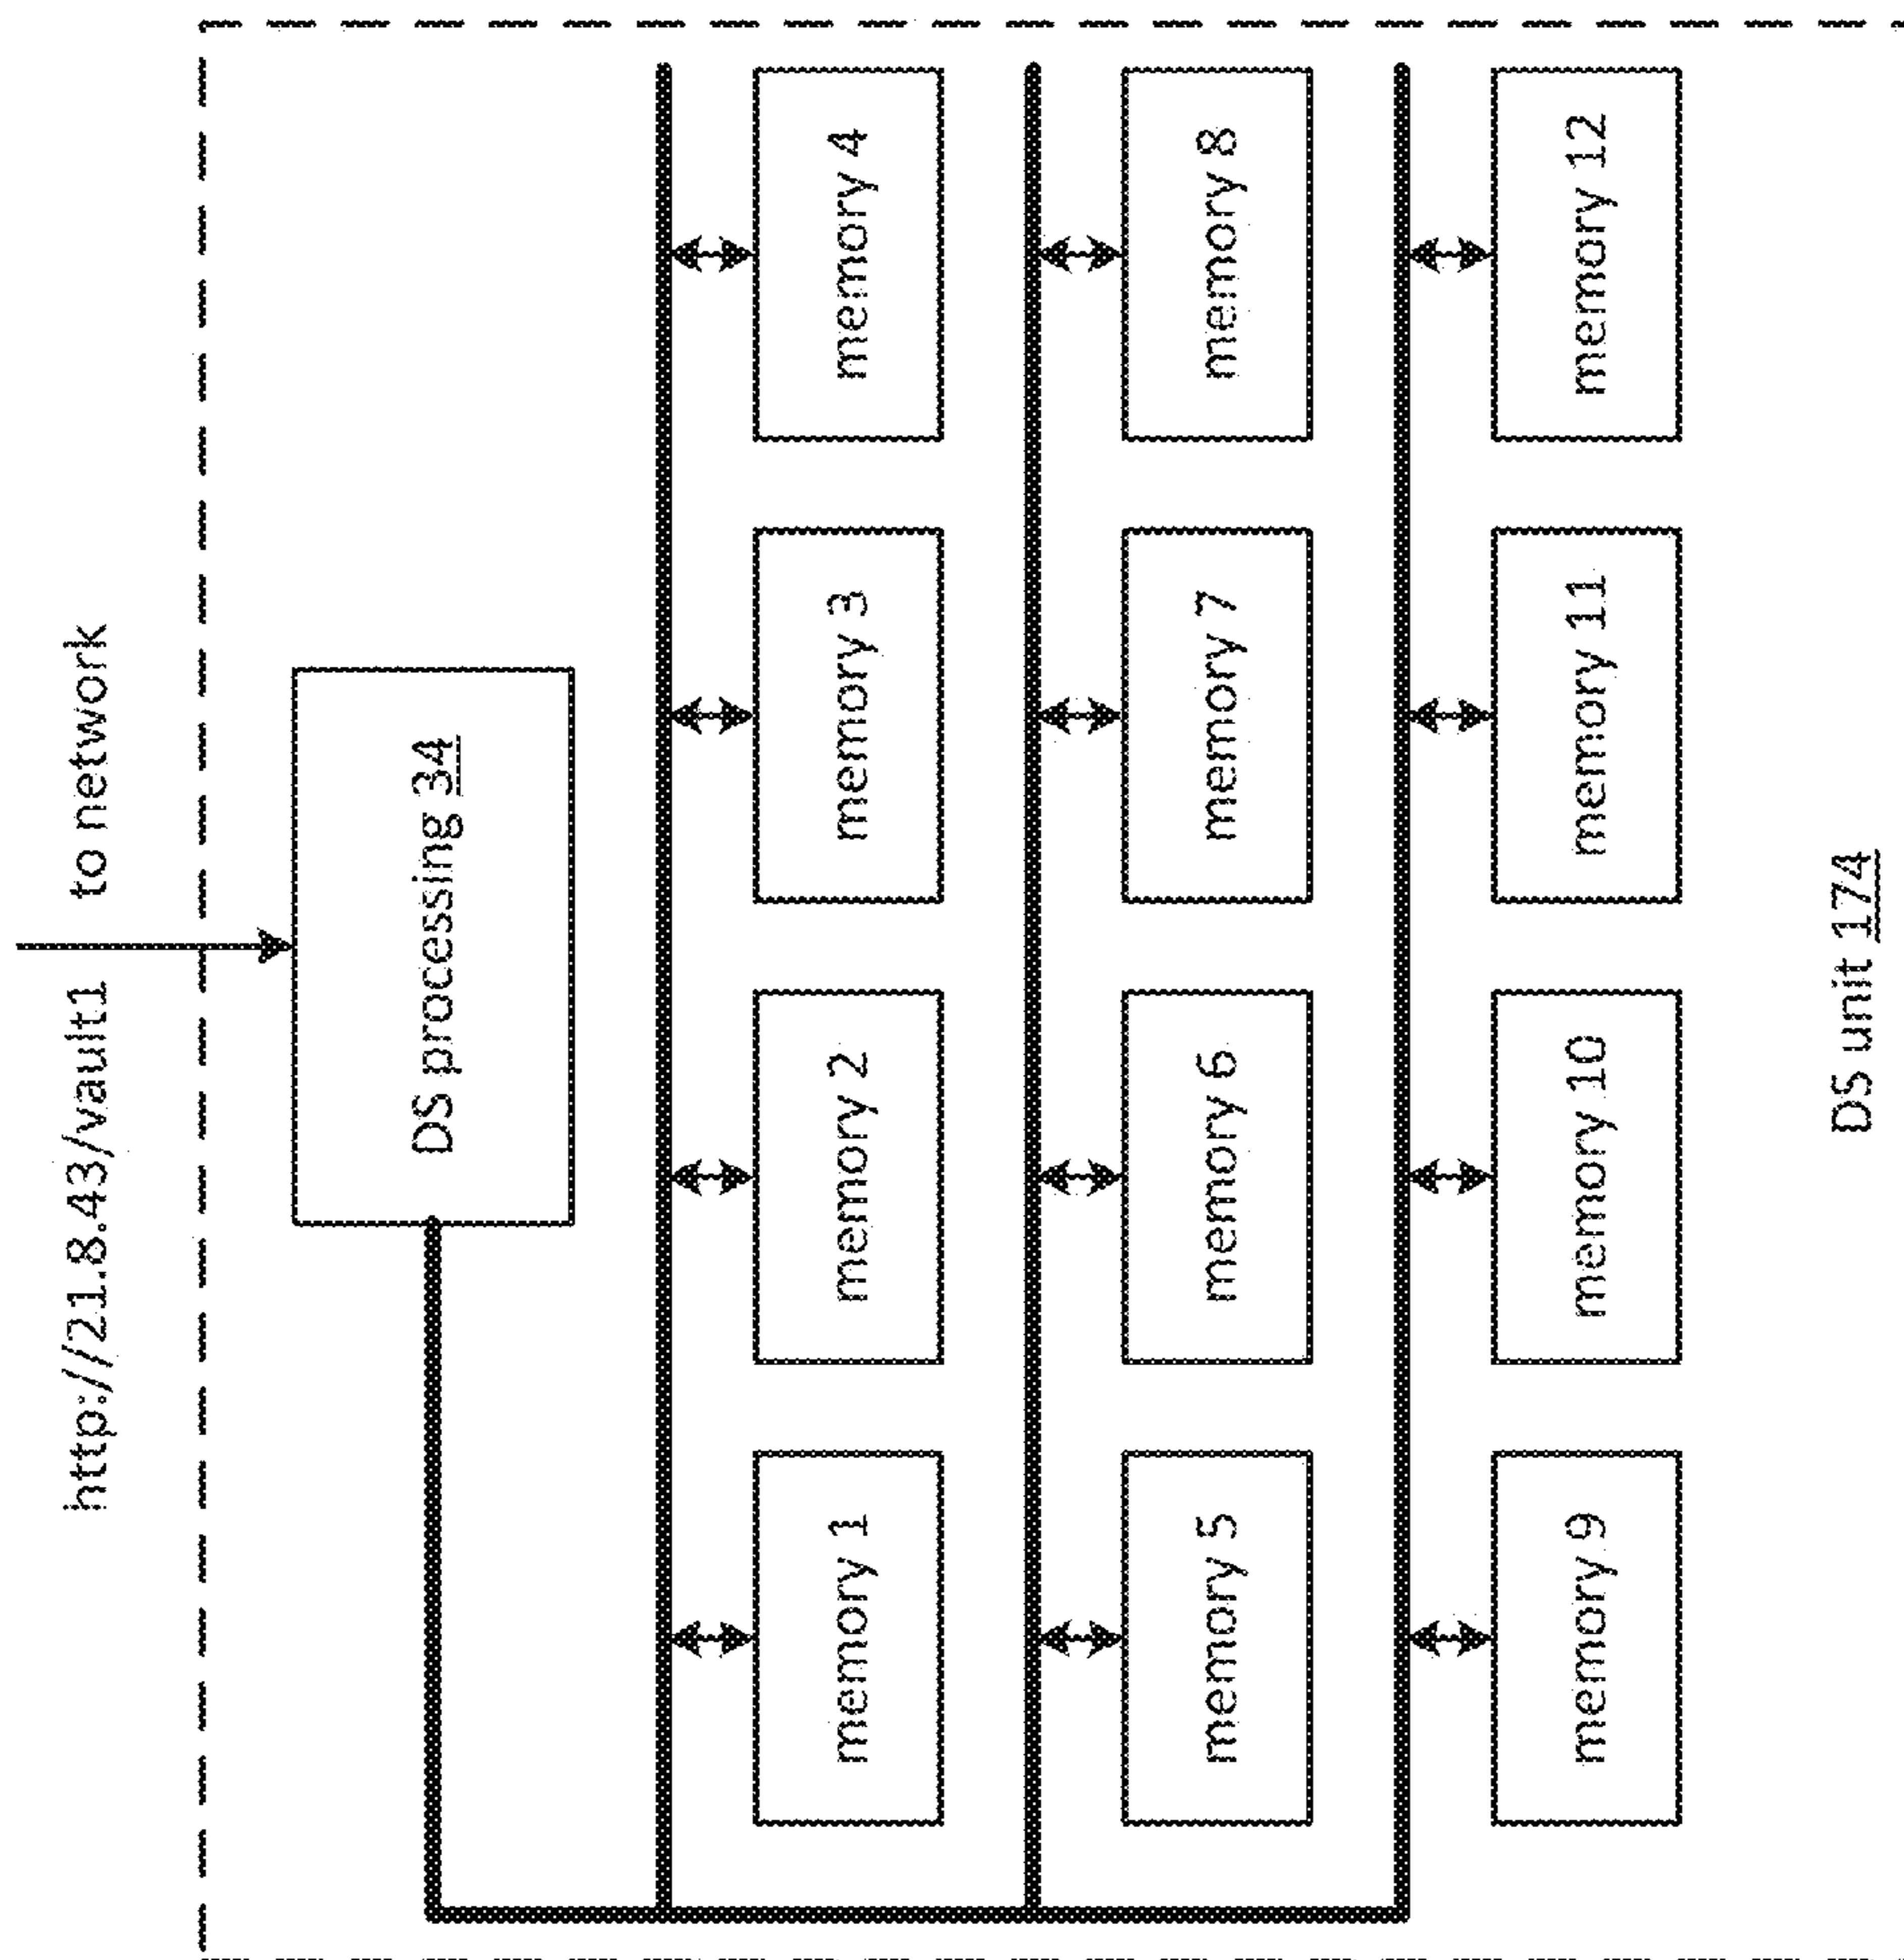 http://21.8.43/vault1 to network
DS processing 34
memory 1
memory 2
memory 3
memory 4
memory 5
memory 6
memory 7
memory 8
memory 9
memory 10
memory 11
memory 12
DS unit 174